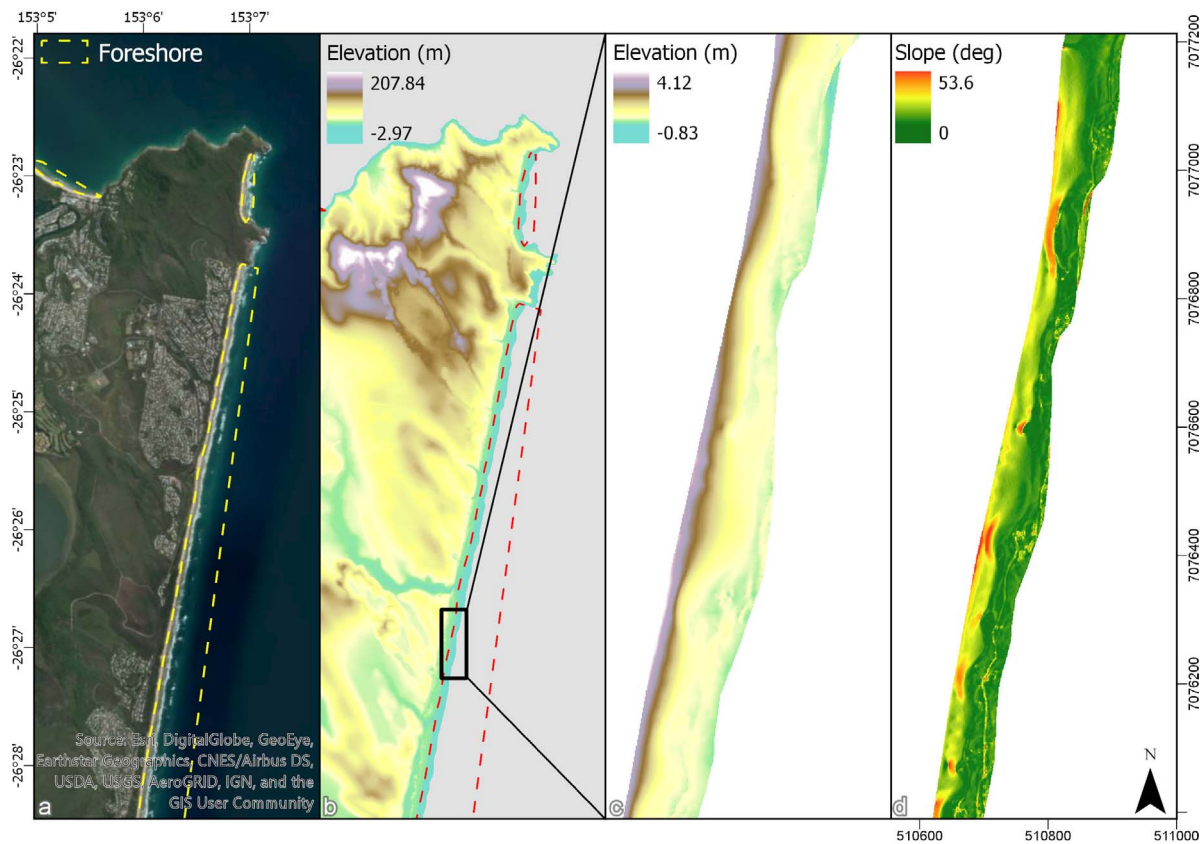 153°5' 153°6' 153°7'
-26°22'
-26°23'
-26°24'
-26°25'
-26°26'
-26°27'
-26°28'
Foreshore
Source: Esri, DigitalGlobe, GeoEye,
Earthstar Geographics, CNES/Airbus DS,
USDA, USGS, AeroGRID, IGN, and the
GIS User Community
a
Elevation (m)
207.84
-2.97
b
Elevation (m)
4.12
-0.83
c
Slope (deg)
53.6
0
N
d
7077200
7077000
7076800
7076600
7076400
7076200
510600 510800 511000